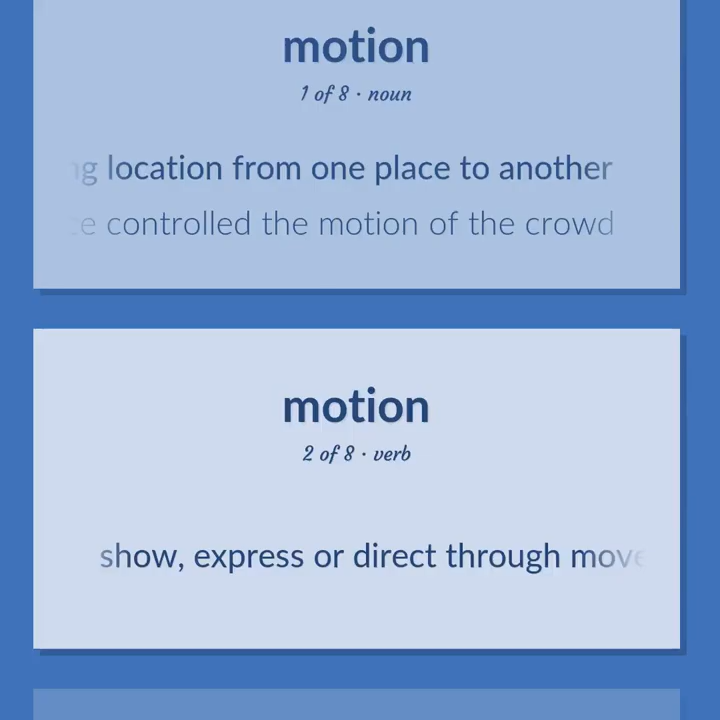 motion
1 of 8 · noun
location from one place to another
controlled the motion of the crowd
motion
2 of 8 · verb
show, express or direct through